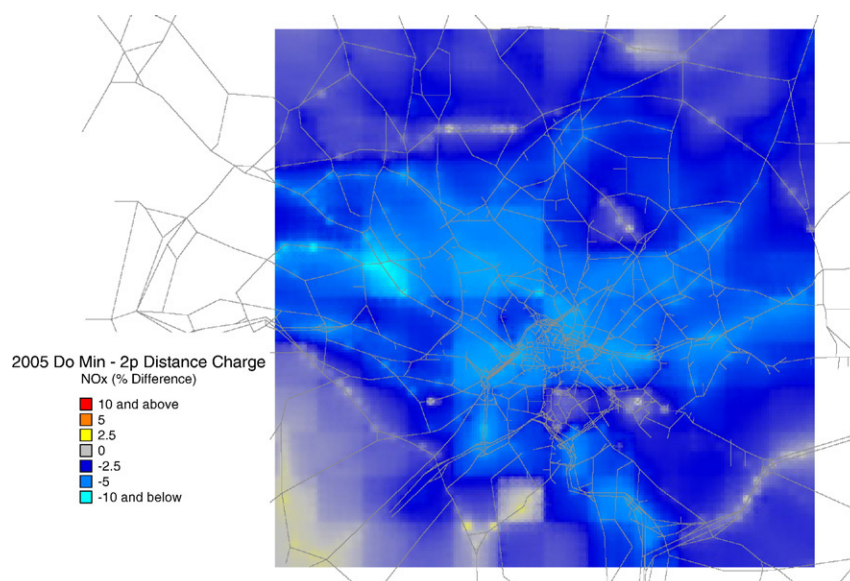 2005 Do Min - 2p Distance Charge
NOx (% Difference)
10 and above
5
2.5
0
-2.5
-5
-10 and below